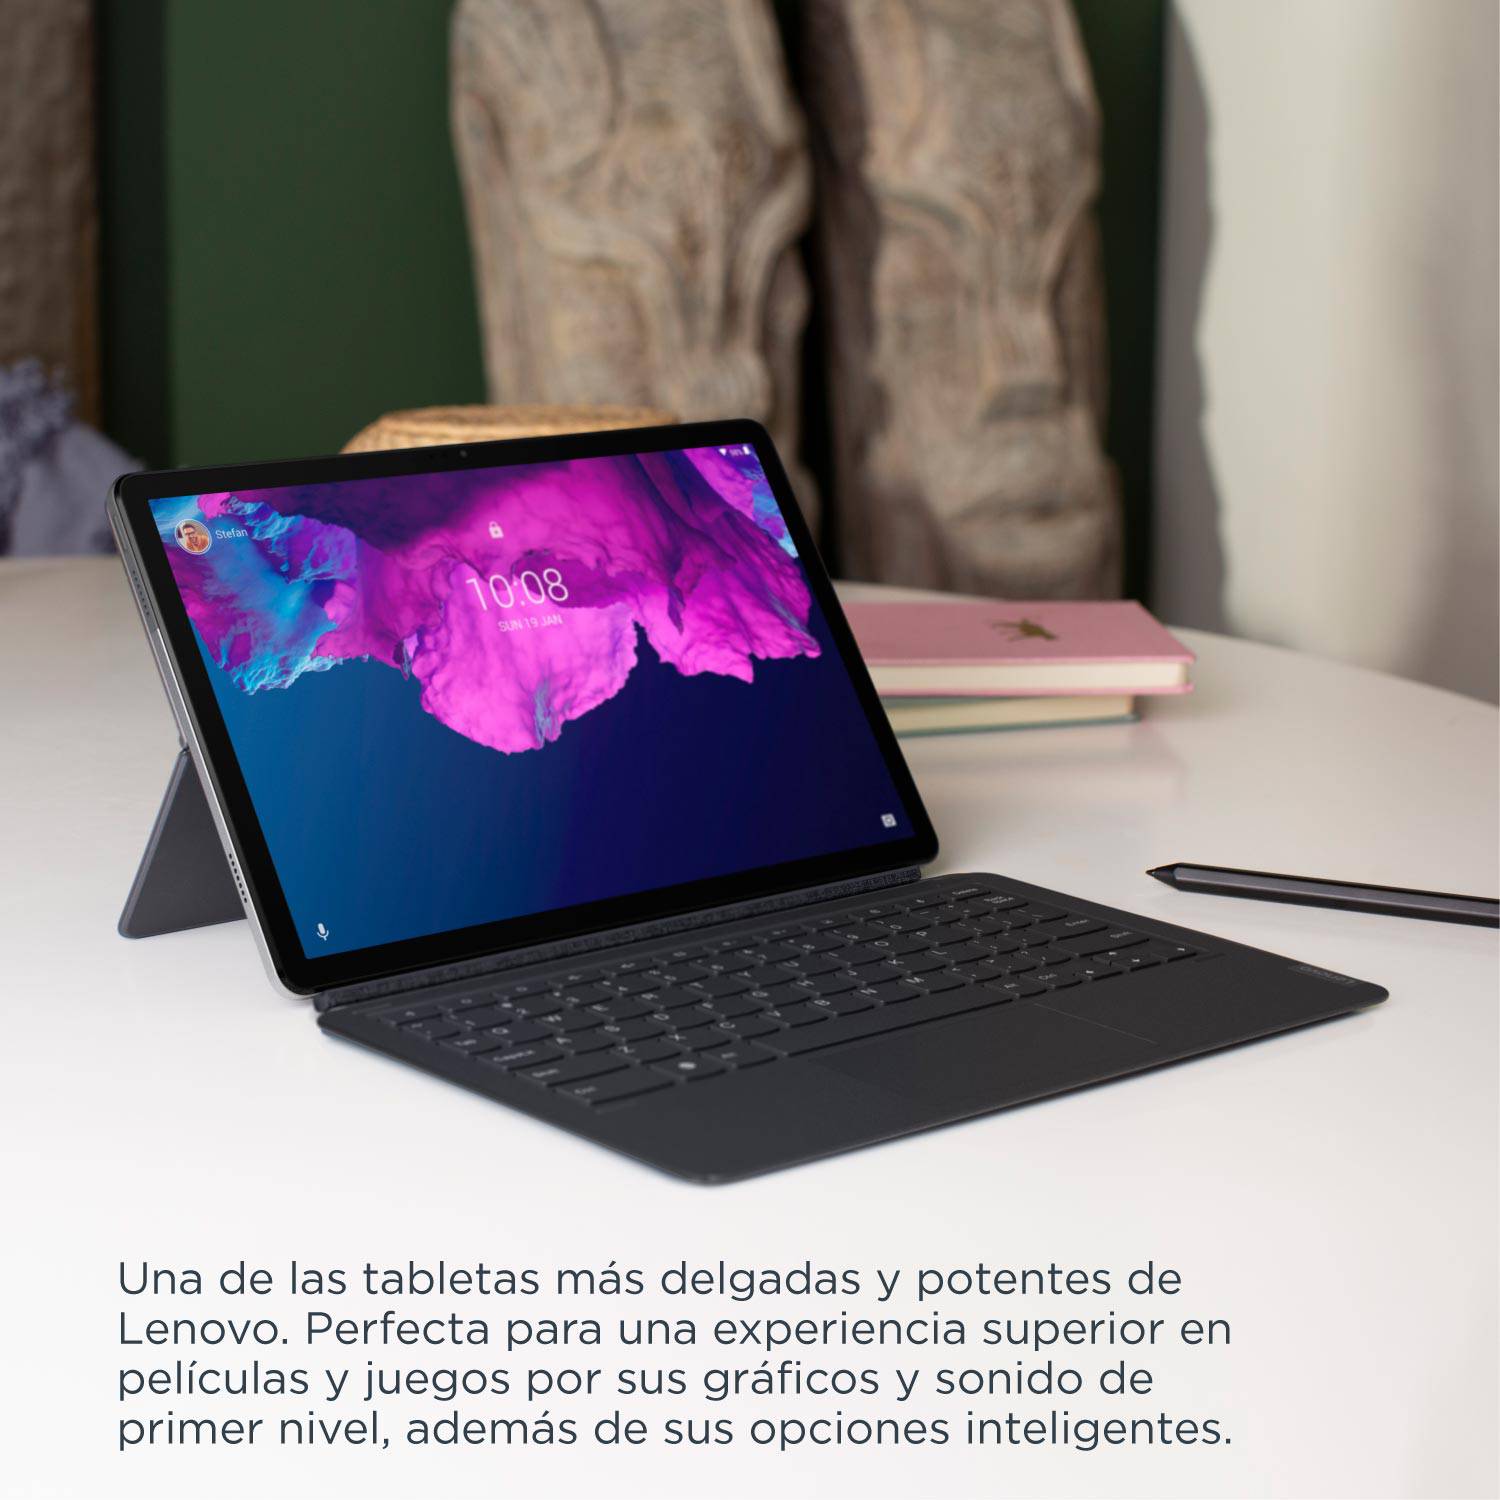 Stefan
10:08
SUN 19 JAN
Una de las tabletas más delgadas y potentes de
Lenovo. Perfecta para una experiencia superior en
películas y juegos por sus gráficos y sonido de
primer nivel, además de sus opciones inteligentes.